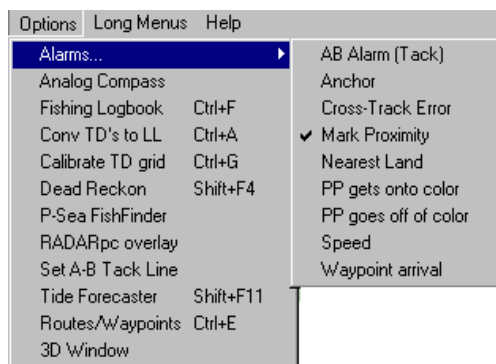 Options Long Menus Help
Alarms...
Analog Compass
Fishing Logbook Ctrl+F
Conv TD's to LL Ctrl+A
Calibrate TD grid Ctrl+G
Dead Reckon Shift+F4
P-Sea FishFinder
RADARpc overlay
Set A-B Tack Line
Tide Forecaster Shift+F11
Routes/Waypoints Ctrl+E
3D Window
AB Alarm (Tack)
Anchor
Cross-Track Error
Mark Proximity
Nearest Land
PP gets onto color
PP goes off of color
Speed
Waypoint arrival